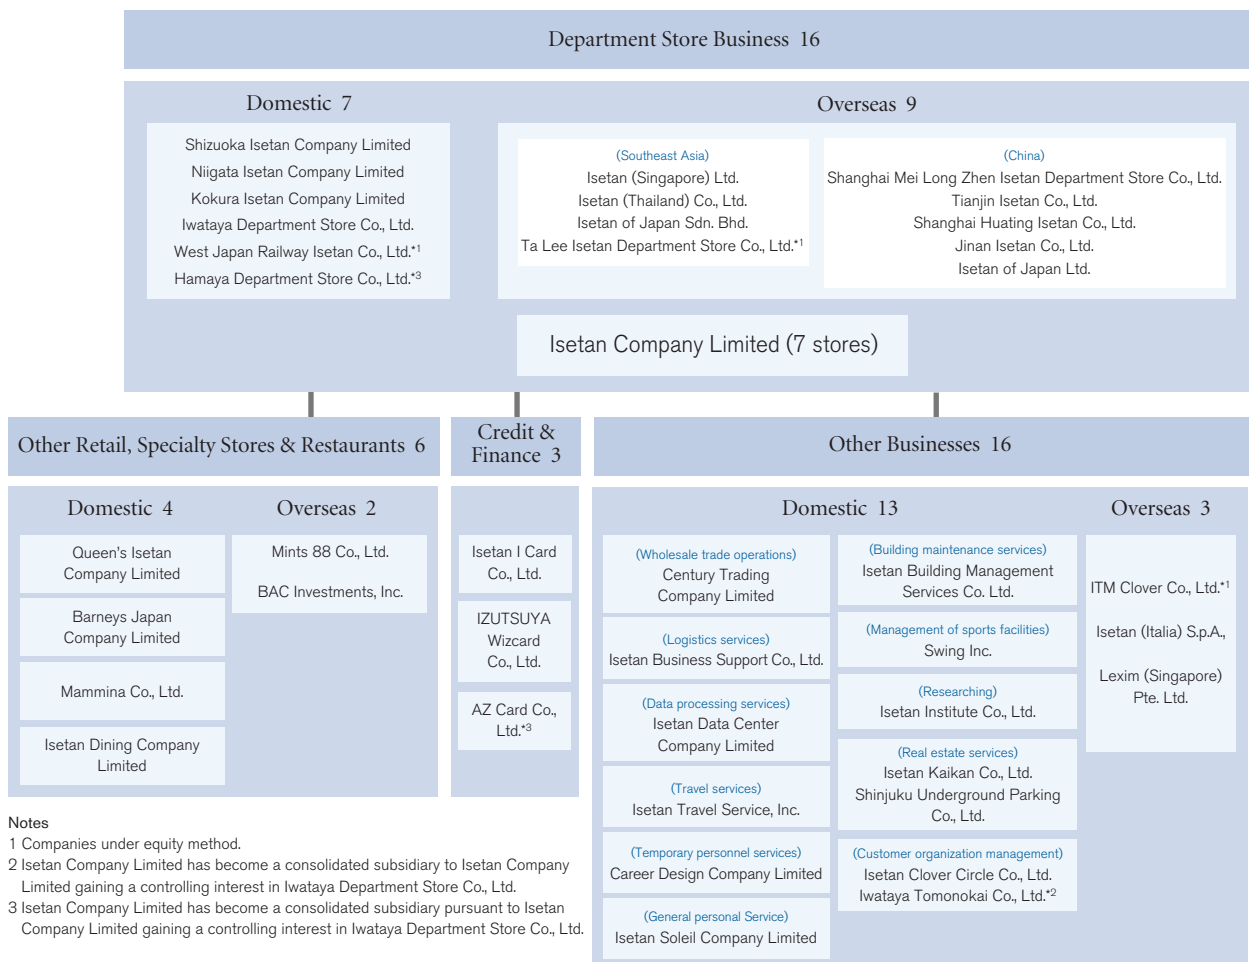 Department Store Business 16
Domestic 7
Shizuoka Isetan Company Limited
Niigata Isetan Company Limited
Kokura Isetan Company Limited
Iwataya Department Store Co., Ltd.
West Japan Railway Isetan Co., Ltd.*1
Hamaya Department Store Co., Ltd.*3
Overseas 9
(Southeast Asia)
Isetan (Singapore) Ltd.
Isetan (Thailand) Co., Ltd.
Isetan of Japan Sdn. Bhd.
Ta Lee Isetan Department Store Co., Ltd.*1
(China)
Shanghai Mei Long Zhen Isetan Department Store Co., Ltd.
Tianjin Isetan Co., Ltd.
Shanghai Huating Isetan Co., Ltd.
Jinan Isetan Co., Ltd.
Isetan of Japan Ltd.
Isetan Company Limited (7 stores)
Other Retail, Specialty Stores & Restaurants 6
Domestic 4
Queen's Isetan
Company Limited
Barneys Japan
Company Limited
Mammina Co., Ltd.
Isetan Dining Company
Limited
Overseas 2
Mints 88 Co., Ltd.
BAC Investments, Inc.
Credit &
Finance 3
Isetan I Card
Co., Ltd.
IZUTSUYA
Wizcard
Co., Ltd.
AZ Card Co.,
Ltd.*3
Other Businesses 16
Domestic 13
(Wholesale trade operations)
Century Trading
Company Limited
(Logistics services)
Isetan Business Support Co., Ltd.
(Data processing services)
Isetan Data Center
Company Limited
(Travel services)
Isetan Travel Service, Inc.
(Temporary personnel services)
Career Design Company Limited
(General personal Service)
Isetan Soleil Company Limited
(Building maintenance services)
Isetan Building Management
Services Co. Ltd.
(Management of sports facilities)
Swing Inc.
(Researching)
Isetan Institute Co., Ltd.
(Real estate services)
Isetan Kaikan Co., Ltd.
Shinjuku Underground Parking
Co., Ltd.
(Customer organization management)
Isetan Clover Circle Co., Ltd.
Iwataya Tomonokai Co., Ltd.*2
Overseas 3
ITM Clover Co., Ltd.*1
Isetan (Italia) S.p.A.,
Lexim (Singapore)
Pte. Ltd.
Notes
1 Companies under equity method.
2 Isetan Company Limited has become a consolidated subsidiary to Isetan Company
Limited gaining a controlling interest in Iwataya Department Store Co., Ltd.
3 Isetan Company Limited has become a consolidated subsidiary pursuant to Isetan
Company Limited gaining a controlling interest in Iwataya Department Store Co., Ltd.